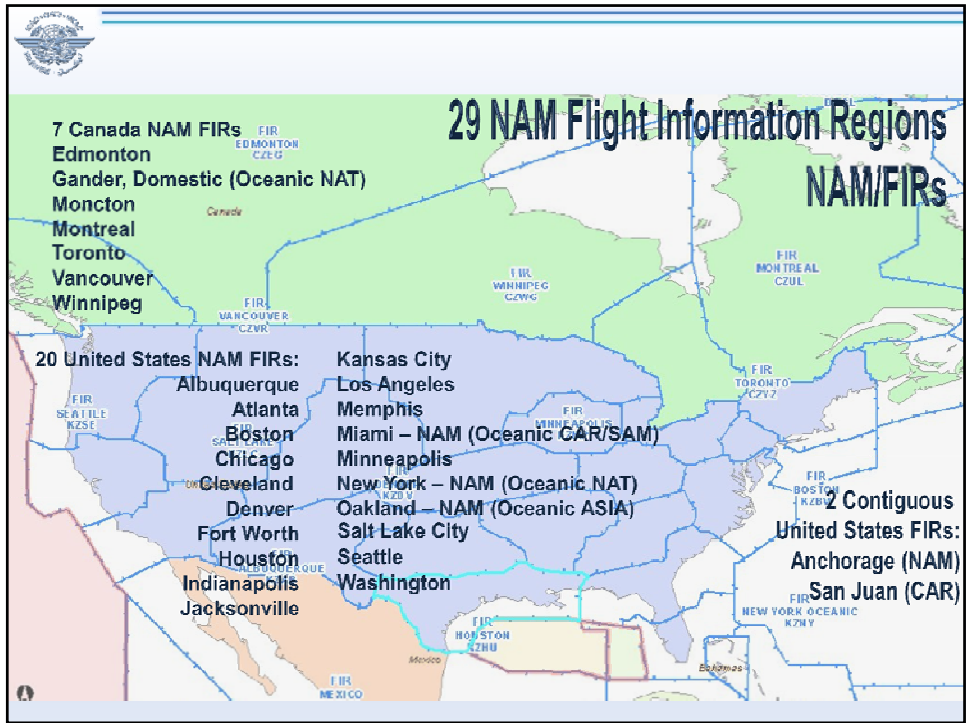 29 NAM Flight Information Regions
NAM/FIRs
7 Canada NAM FIRs
Edmonton
Gander, Domestic (Oceanic NAT)
Moncton
Montreal
Toronto
Vancouver
Winnipeg
20 United States NAM FIRs:
Albuquerque
Atlanta
Boston
Chicago
Cleveland
Denver
Fort Worth
Houston
Indianapolis
Jacksonville
Kansas City
Los Angeles
Memphis
Miami – NAM (Oceanic CAR/SAM)
Minneapolis
New York – NAM (Oceanic NAT)
Oakland – NAM (Oceanic ASIA)
Salt Lake City
Seattle
Washington
2 Contiguous
United States FIRs:
Anchorage (NAM)
San Juan (CAR)
FIR
EDMONTON
CZEG
Canada
FIR
WINNIPEG
CZWG
FIR
MONTREAL
CZUL
FIR
VANCOUVER
CZVR
FIR
TORONTO
CZYZ
FIR
SEATTLE
KZSE
FIR
MINNEAPOLIS
SALT LAKE
KZDV
FIR
BOSTON
KZBW
ALBUQUERQUE
FIR
HOUSTON
KZHU
FIR
NEW YORK OCEANIC
KZNY
Mexico
Bahamas
FIR
MEXICO